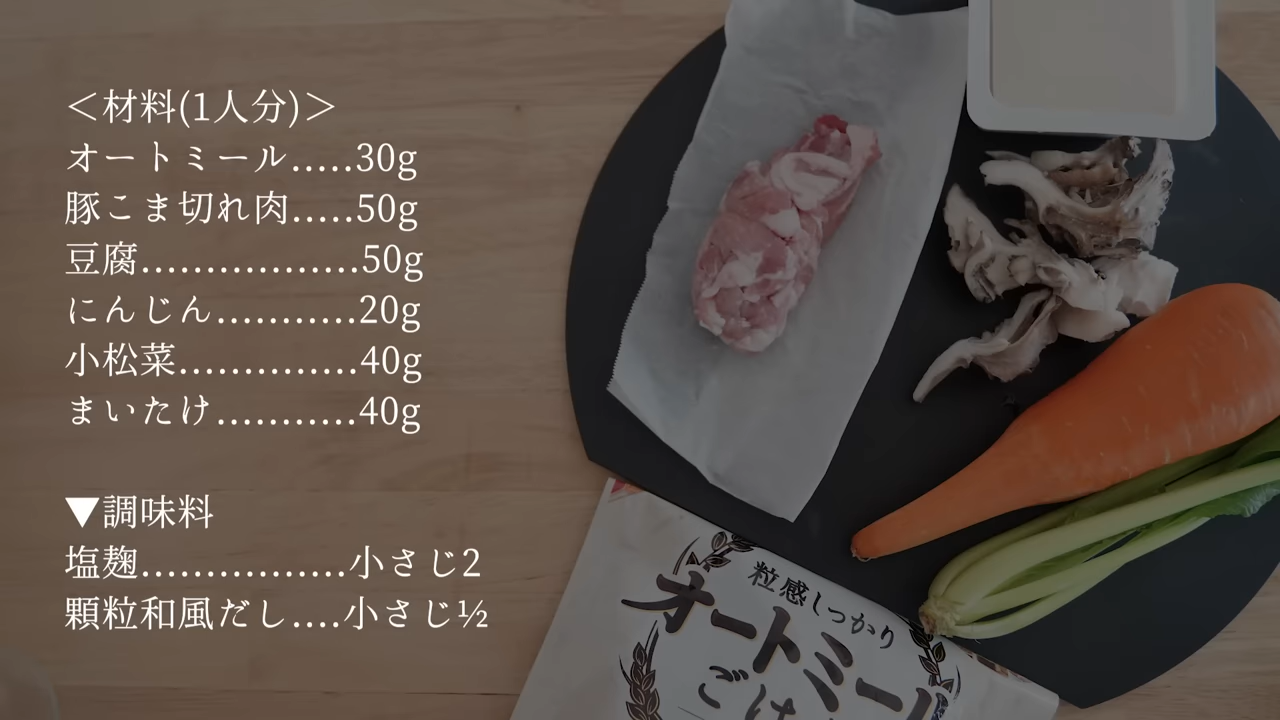 ＜材料(1人分)＞
オートミール.....30g
豚こま切れ肉.....50g
豆腐.................50g
にんじん...........20g
小松菜..............40g
まいたけ...........40g
▼調味料
塩麹................小さじ2
顆粒和風だし....小さじ½
粒感しっかり
オートミール
ごは